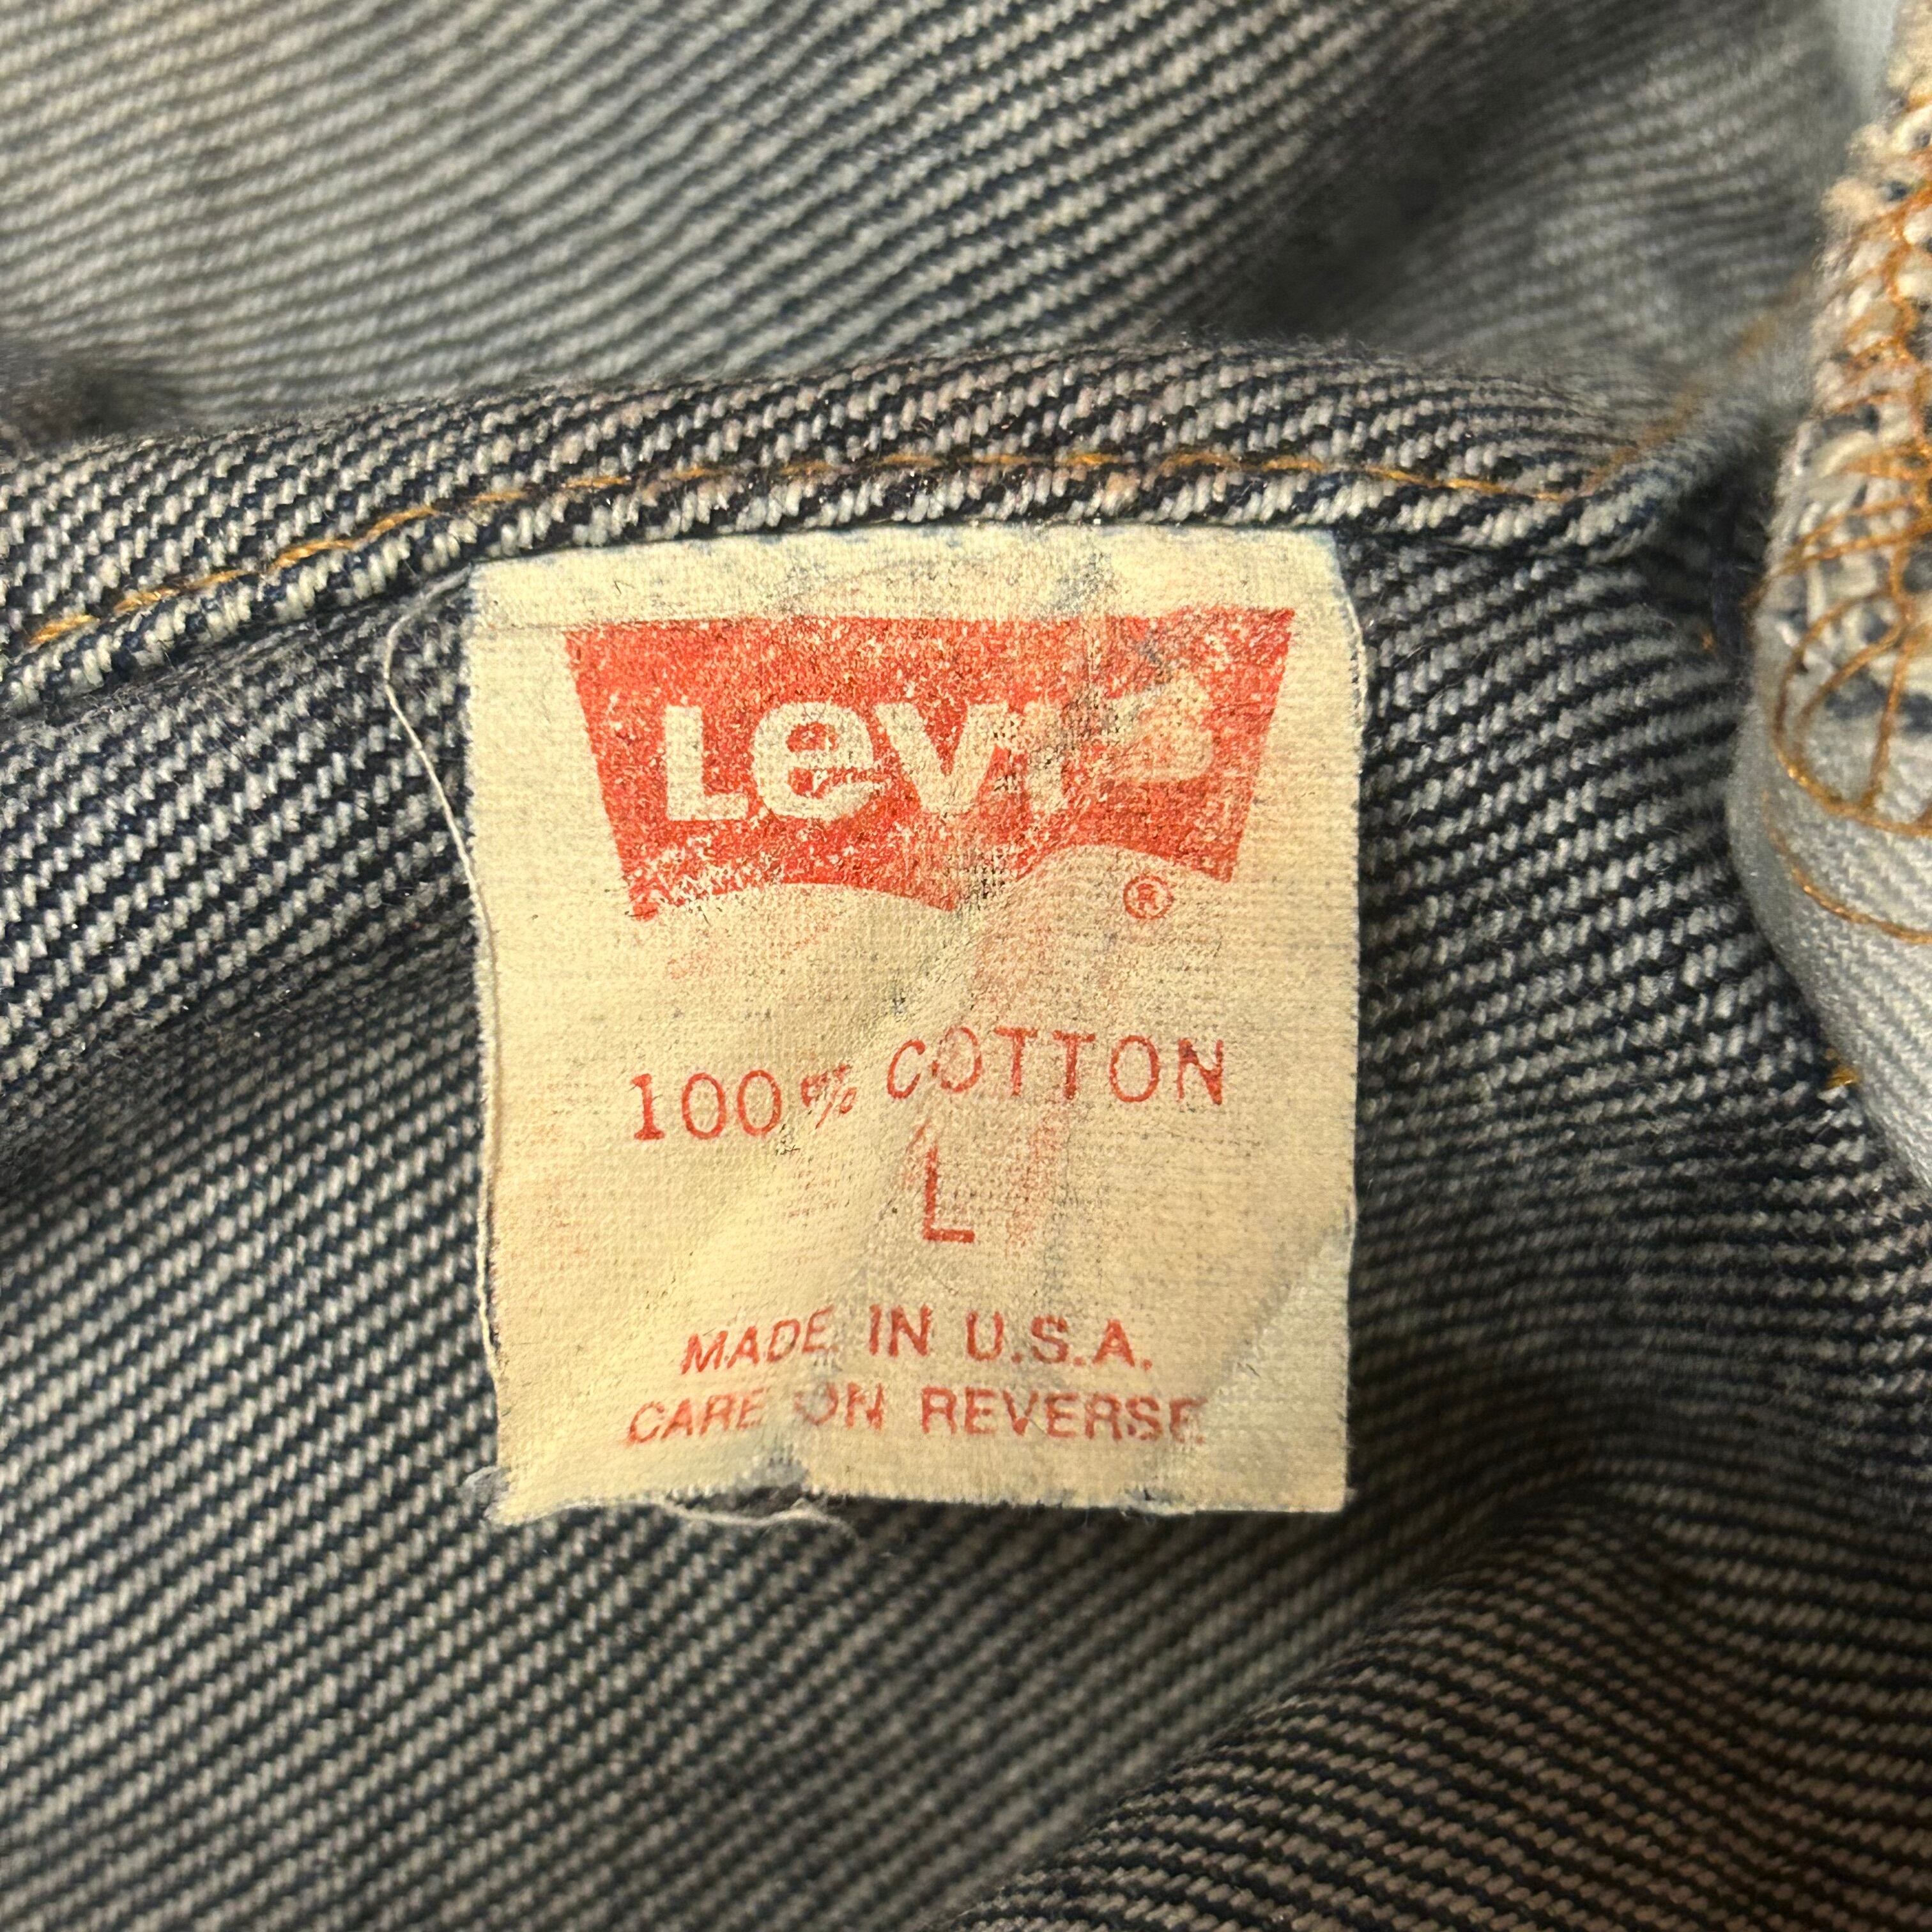 Levi's
®
100% COTTON
L
MADE IN U.S.A.
CARE ON REVERSE